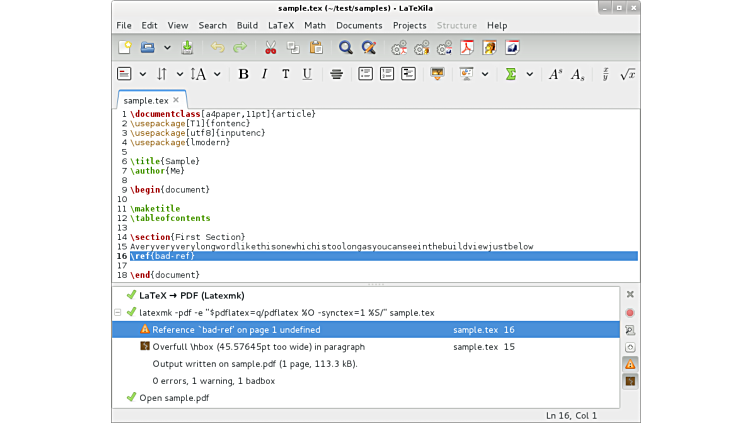 sample.tex (~/test/samples) - LaTeXila
File Edit View Search Build LaTeX Math Documents Projects Structure Help
B I T U A^s A_s x/y √x
sample.tex
1 \documentclass[a4paper,11pt]{article}
2 \usepackage[T1]{fontenc}
3 \usepackage[utf8]{inputenc}
4 \usepackage{lmodern}
5
6 \title{Sample}
7 \author{Me}
8
9 \begin{document}
10
11 \maketitle
12 \tableofcontents
13
14 \section{First Section}
15 Averyveryverylongwordlikethisonewhichistoolongasyoucanseeinthebuildviewjustbelow
16 \ref{bad-ref}
17
18 \end{document}
LaTeX → PDF (Latexmk)
latexmk -pdf -e "$pdflatex=q/pdflatex %O -synctex=1 %S/" sample.tex
Reference `bad-ref' on page 1 undefined sample.tex 16
Overfull \hbox (45.57645pt too wide) in paragraph sample.tex 15
Output written on sample.pdf (1 page, 113.3 kB).
0 errors, 1 warning, 1 badbox
Open sample.pdf
Ln 16, Col 1